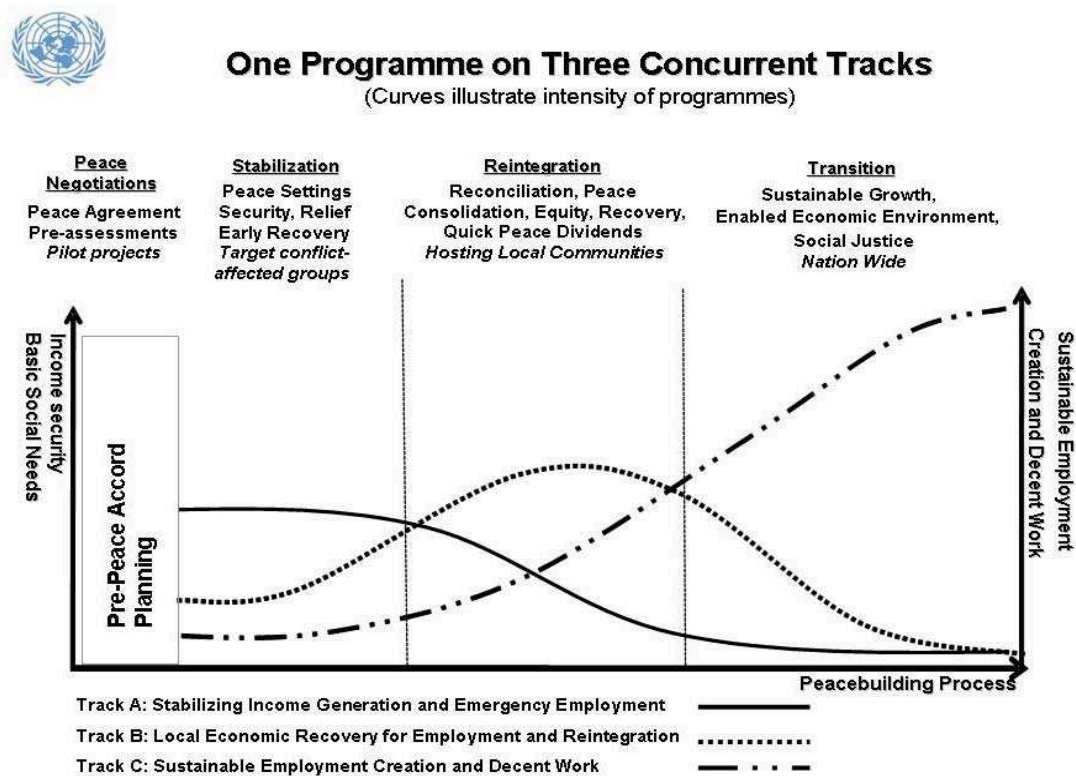 One Programme on Three Concurrent Tracks
(Curves illustrate intensity of programmes)
Peace
Negotiations
Peace Agreement
Pre-assessments
Pilot projects
Stabilization
Peace Settings
Security, Relief
Early Recovery
Target conflict-
affected groups
Reintegration
Reconciliation, Peace
Consolidation, Equity, Recovery,
Quick Peace Dividends
Hosting Local Communities
Transition
Sustainable Growth,
Enabled Economic Environment,
Social Justice
Nation Wide
Income security
Basic Social Needs
Pre-Peace Accord
Planning
Sustainable Employment
Creation and Decent Work
Peacebuilding Process
Track A: Stabilizing Income Generation and Emergency Employment
Track B: Local Economic Recovery for Employment and Reintegration
Track C: Sustainable Employment Creation and Decent Work